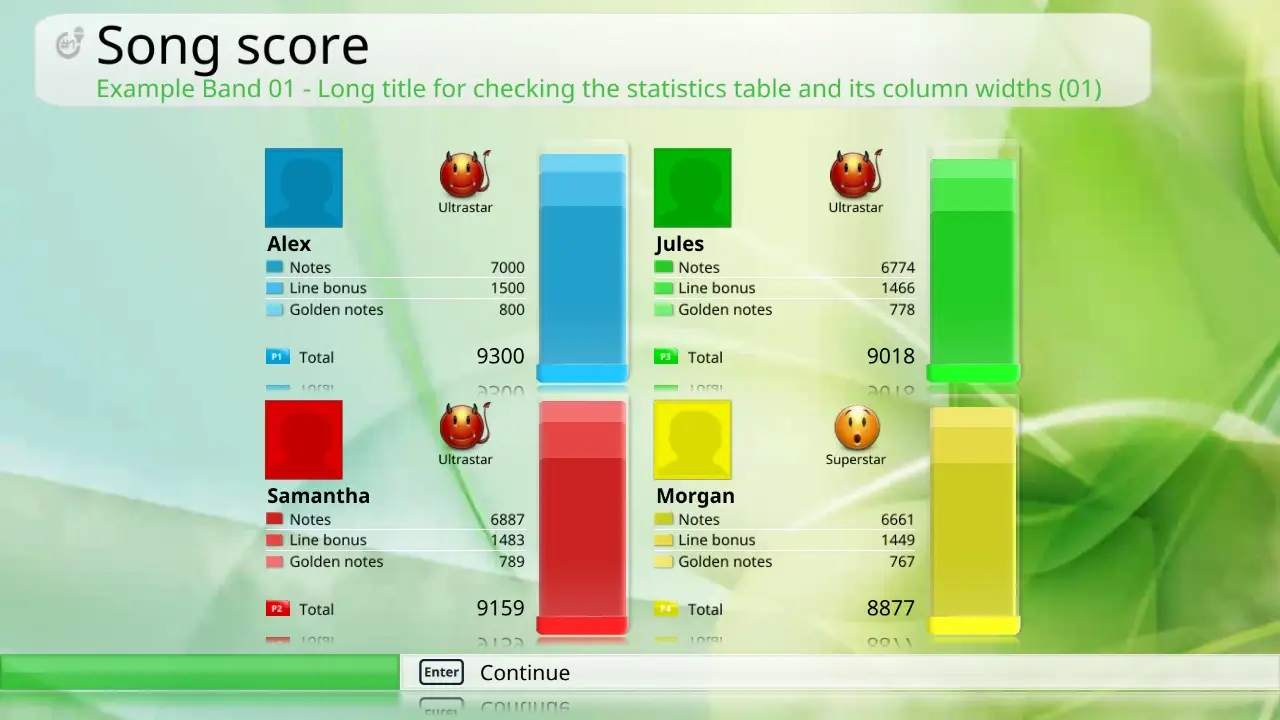 Song score
Example Band 01 - Long title for checking the statistics table and its column widths (01)
Ultrastar
Alex
Notes 7000
Line bonus 1500
Golden notes 800
P1 Total 9300
Ultrastar
Jules
Notes 6774
Line bonus 1466
Golden notes 778
P3 Total 9018
Ultrastar
Samantha
Notes 6887
Line bonus 1483
Golden notes 789
P2 Total 9159
Superstar
Morgan
Notes 6661
Line bonus 1449
Golden notes 767
P4 Total 8877
Enter Continue